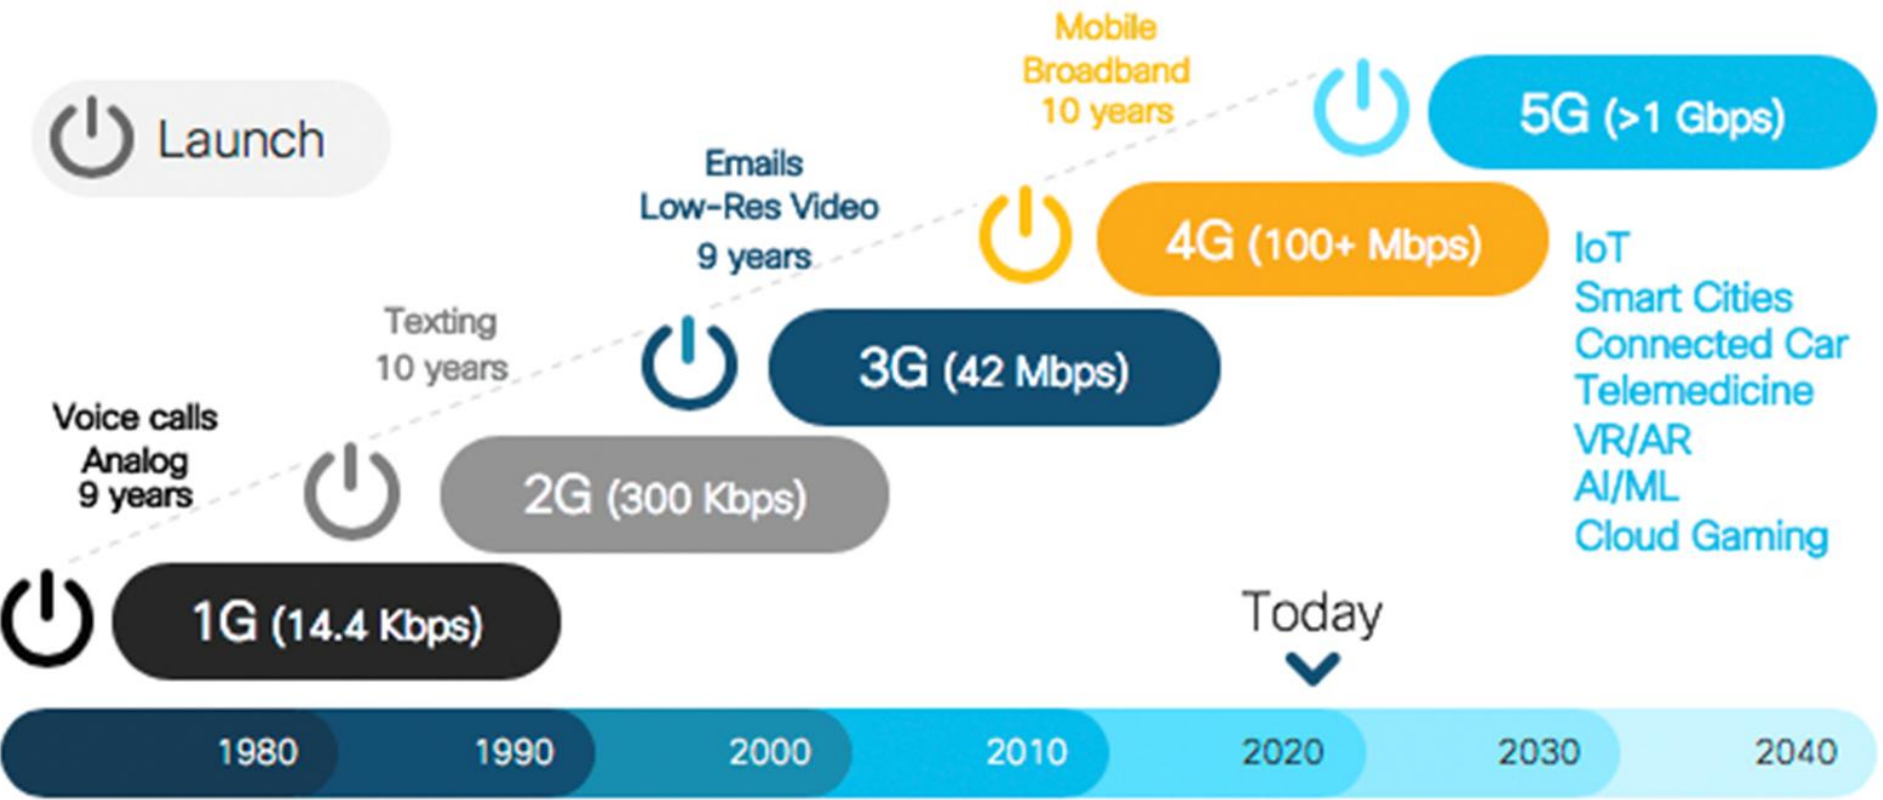 Launch
Mobile
Broadband
10 years
5G (>1 Gbps)
Emails
Low-Res Video
9 years
4G (100+ Mbps)
IoT
Smart Cities
Connected Car
Telemedicine
VR/AR
AI/ML
Cloud Gaming
Texting
10 years
3G (42 Mbps)
Voice calls
Analog
9 years
2G (300 Kbps)
1G (14.4 Kbps)
Today
1980 1990 2000 2010 2020 2030 2040